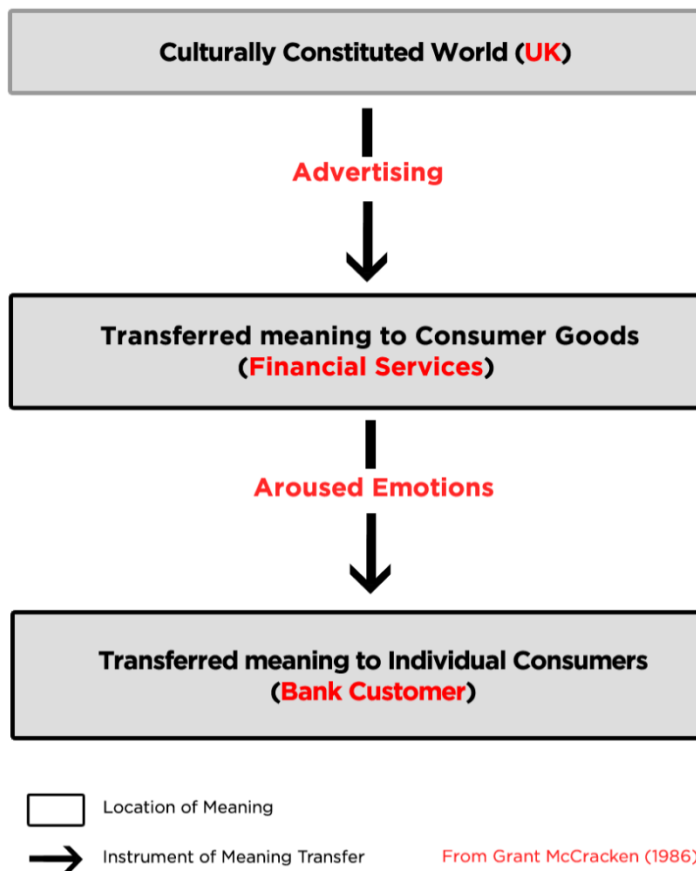 Culturally Constituted World (UK)
Advertising
Transferred meaning to Consumer Goods
(Financial Services)
Aroused Emotions
Transferred meaning to Individual Consumers
(Bank Customer)
Location of Meaning
Instrument of Meaning Transfer
From Grant McCracken (1986)